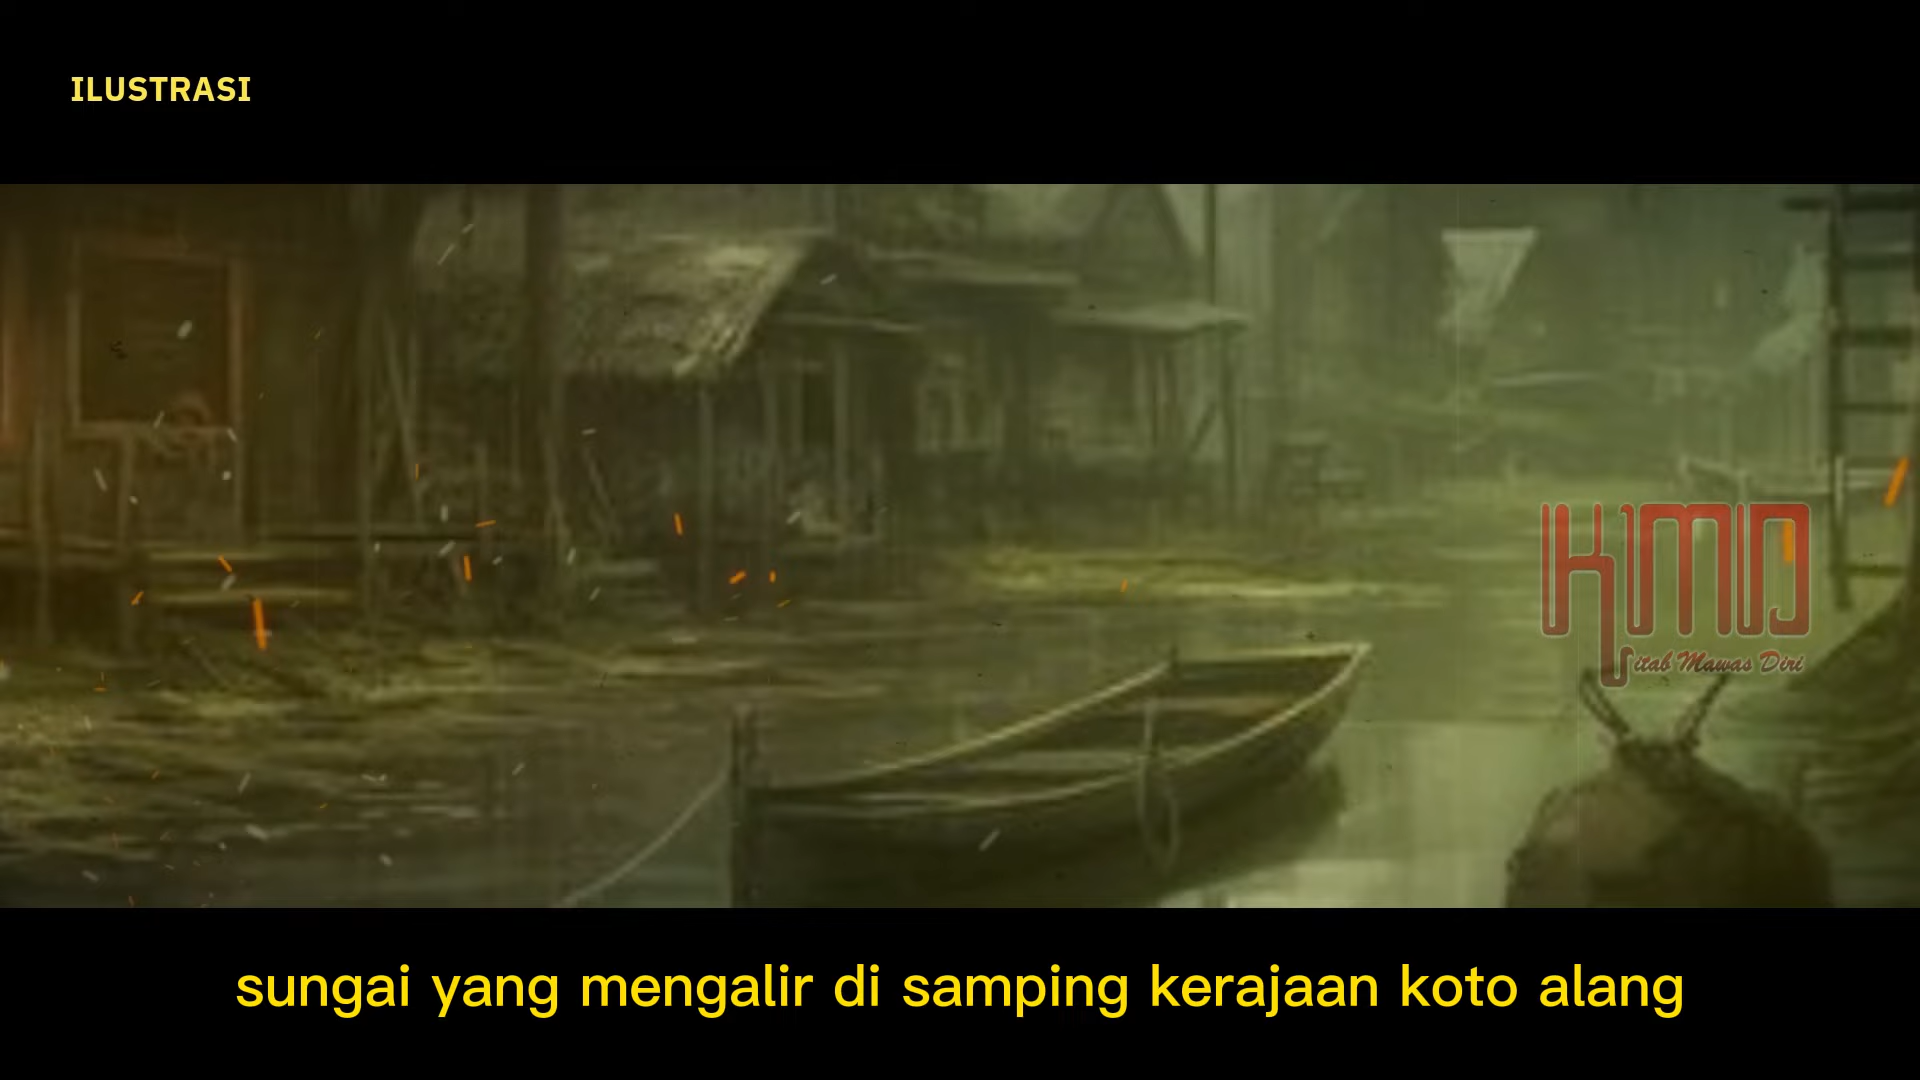 ILUSTRASI
KMD
Kitab Mawas Diri
sungai yang mengalir di samping kerajaan koto alang